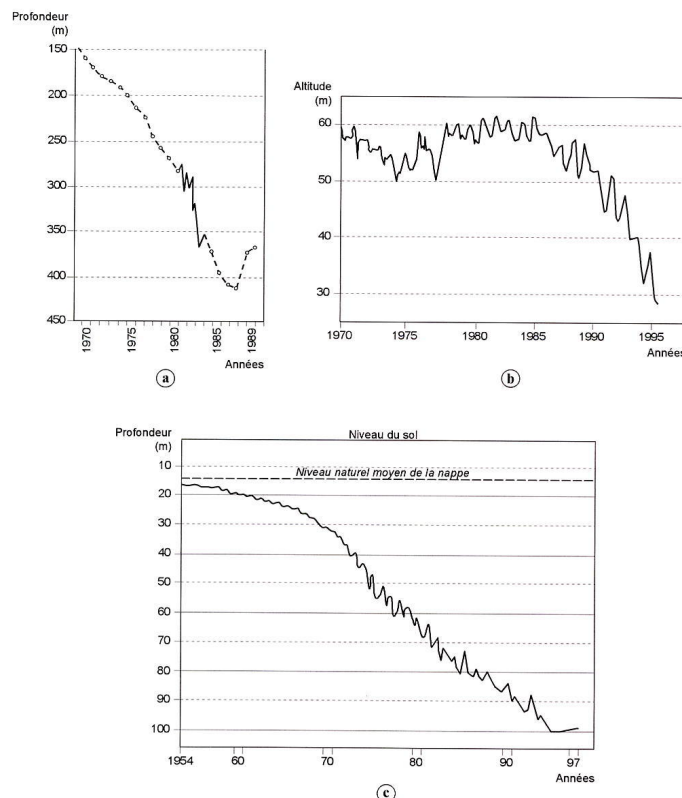 Profondeur
(m)
150
200
250
300
350
400
450
1970
1975
1980
1985
1989
Années
a
Altitude
(m)
60
50
40
30
1970
1975
1980
1985
1990
1995
Années
b
Profondeur
(m)
Niveau du sol
Niveau naturel moyen de la nappe
10
20
30
40
50
60
70
80
90
100
1954
60
70
80
90
97
Années
c